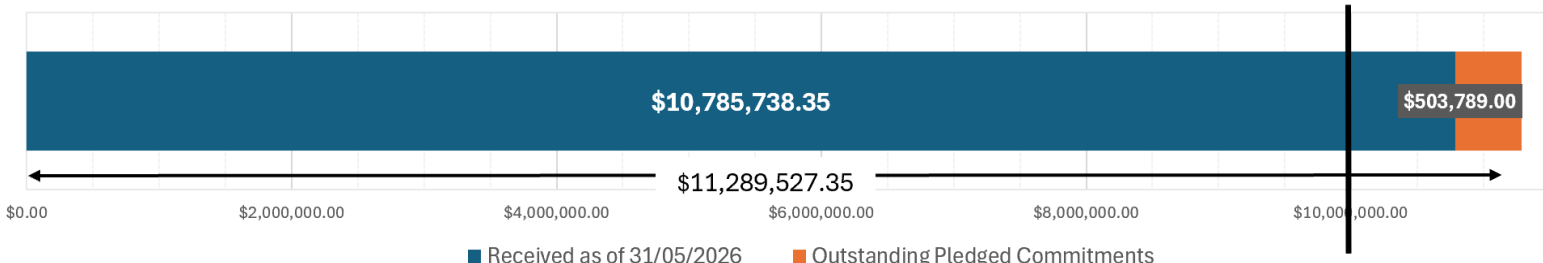 $10,785,738.35 $503,789.00
$11,289,527.35
$0.00 $2,000,000.00 $4,000,000.00 $6,000,000.00 $8,000,000.00 $10,000,000.00
Received as of 31/05/2026 Outstanding Pledged Commitments